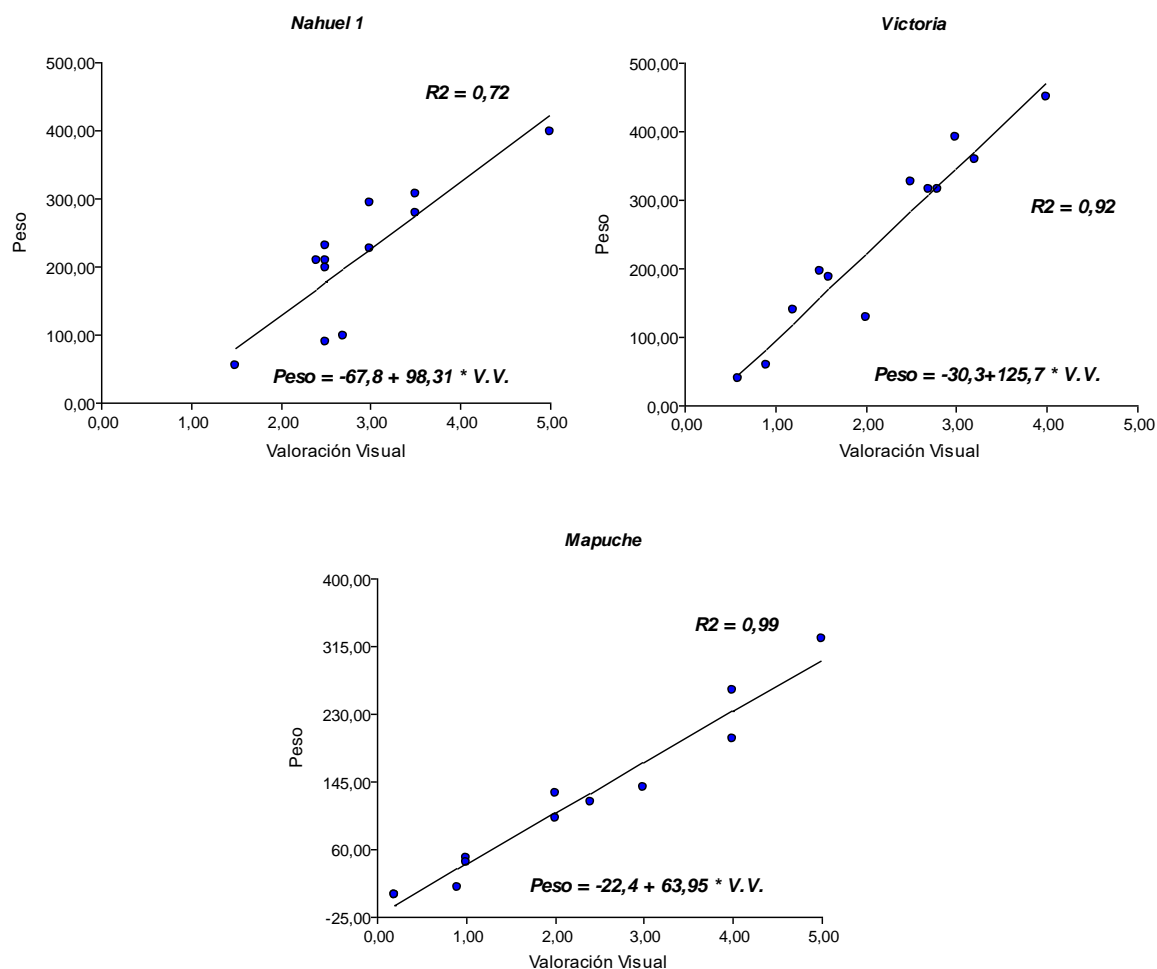 Nahuel 1
500,00
400,00
300,00
200,00
100,00
0,00
Peso
R2 = 0,72
Peso = -67,8 + 98,31 * V.V.
0,00 1,00 2,00 3,00 4,00 5,00
Valoración Visual
Victoria
500,00
400,00
300,00
200,00
100,00
0,00
Peso
R2 = 0,92
Peso = -30,3+125,7 * V.V.
0,00 1,00 2,00 3,00 4,00 5,00
Valoración Visual
Mapuche
400,00
315,00
230,00
145,00
60,00
-25,00
Peso
R2 = 0,99
Peso = -22,4 + 63,95 * V.V.
0,00 1,00 2,00 3,00 4,00 5,00
Valoración Visual